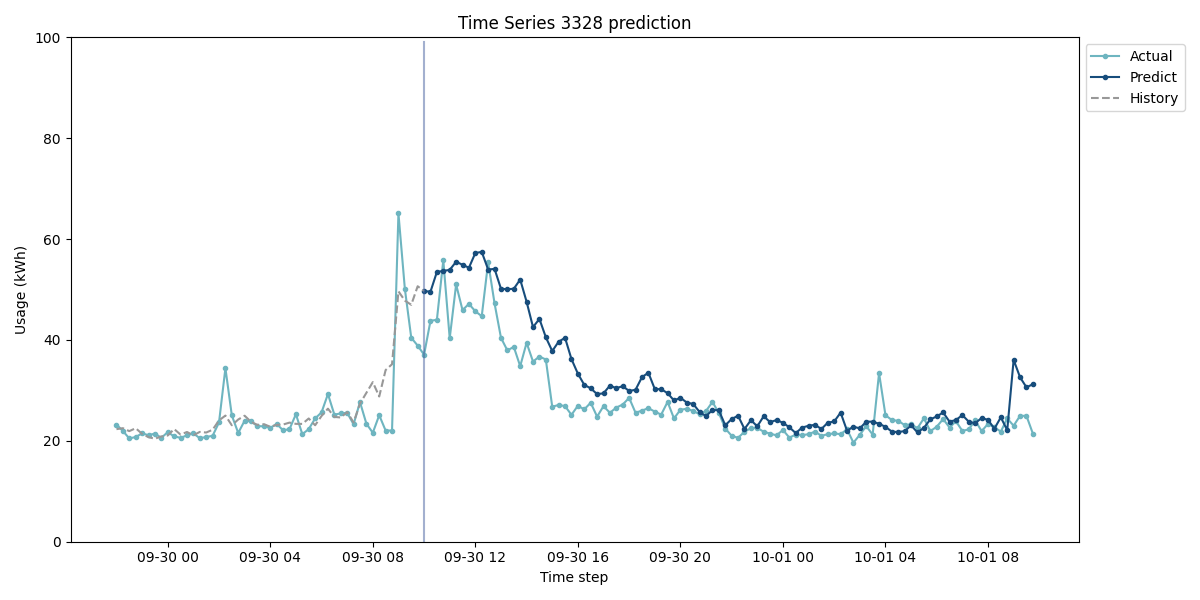 Time Series 3328 prediction
Usage (kWh)
100
80
60
40
20
0
09-30 00
09-30 04
09-30 08
09-30 12
09-30 16
09-30 20
10-01 00
10-01 04
10-01 08
Time step
Actual
Predict
History